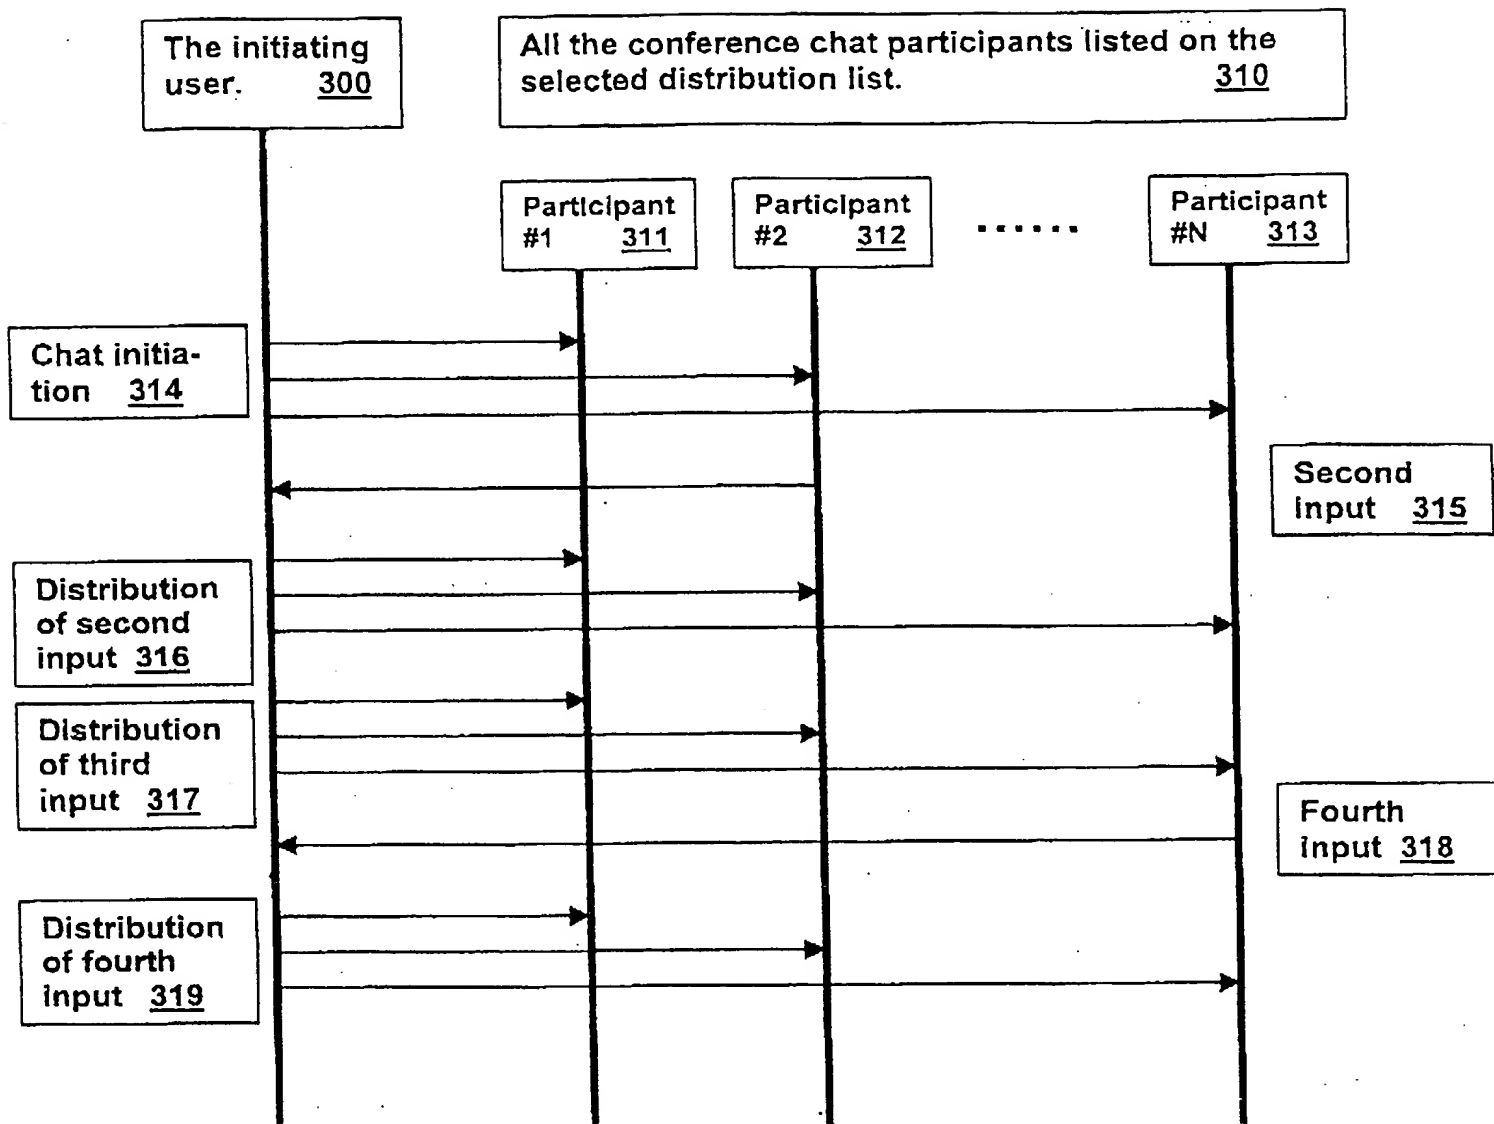 The initiating
user. 300
All the conference chat participants listed on the
selected distribution list. 310
Participant
#1 311
Participant
#2 312
......
Participant
#N 313
Chat initia-
tion 314
Second
input 315
Distribution
of second
input 316
Distribution
of third
input 317
Fourth
input 318
Distribution
of fourth
input 319